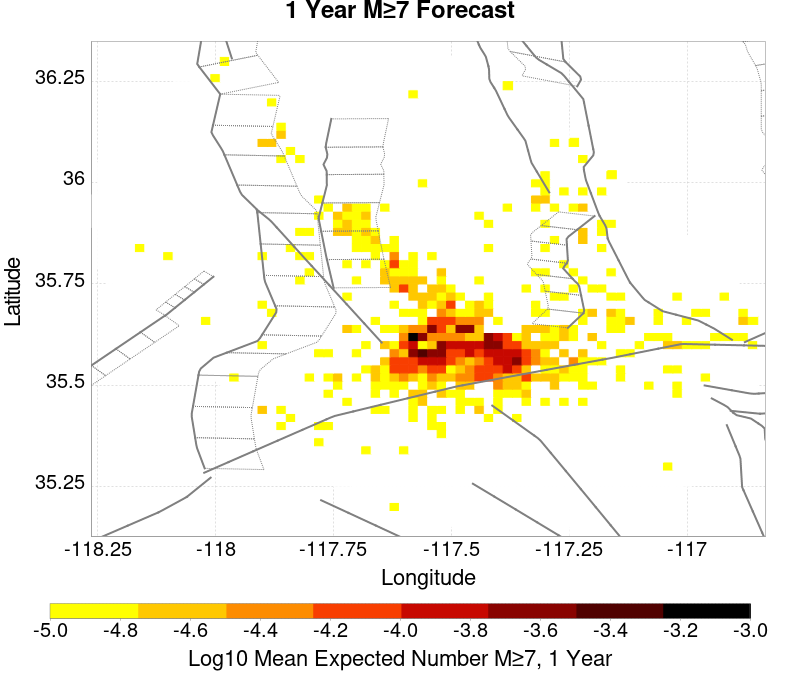 1 Year M≥7 Forecast
36.25
36
35.75
35.5
35.25
Latitude
-118.25 -118 -117.75 -117.5 -117.25 -117
Longitude
-5.0 -4.8 -4.6 -4.4 -4.2 -4.0 -3.8 -3.6 -3.4 -3.2 -3.0
Log10 Mean Expected Number M≥7, 1 Year